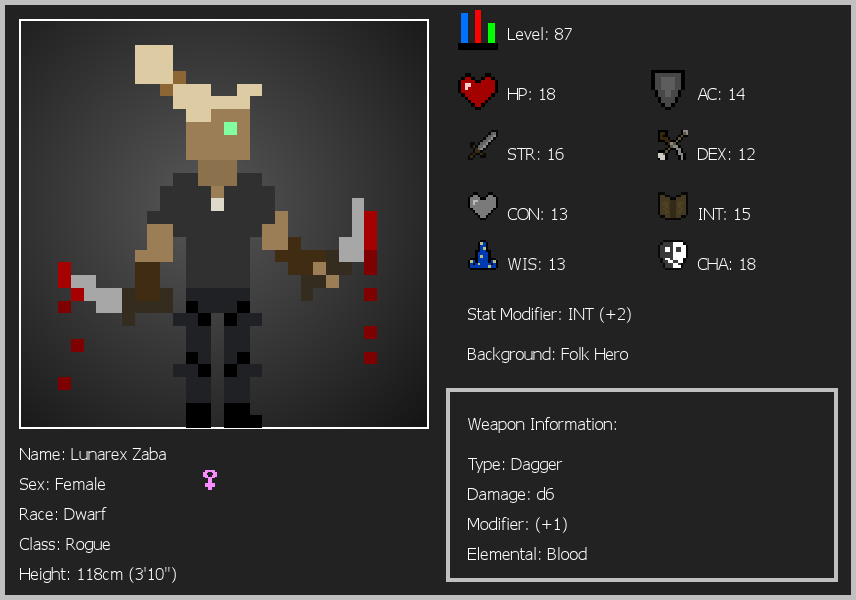 Level: 87
HP: 18
AC: 14
STR: 16
DEX: 12
CON: 13
INT: 15
WIS: 13
CHA: 18
Stat Modifier: INT (+2)
Background: Folk Hero
Weapon Information:
Type: Dagger
Damage: d6
Modifier: (+1)
Elemental: Blood
Name: Lunarex Zaba
Sex: Female
Race: Dwarf
Class: Rogue
Height: 118cm (3'10")